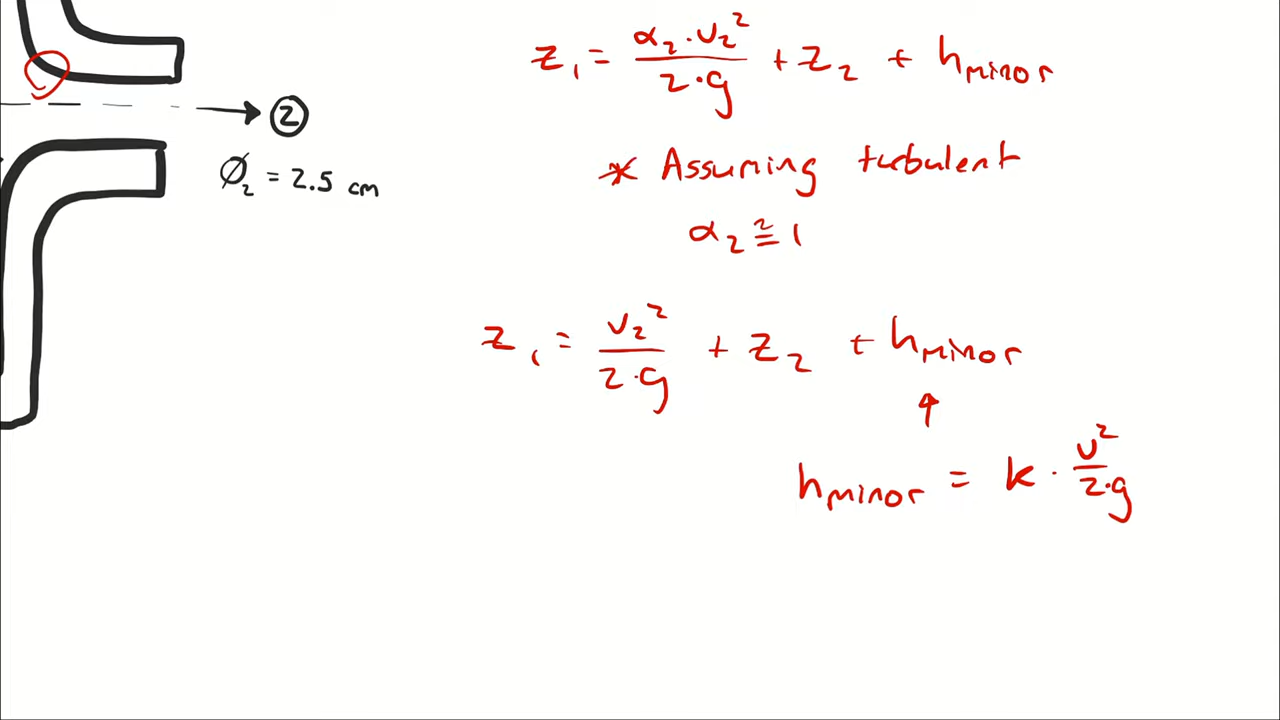 z₁ = α₂·v₂²/2·g + z₂ + hminor
②
* Assuming turbulent
∅₂ = 2.5 cm
α₂ ≅ 1
z₁ = v₂²/2·g + z₂ + hminor
hminor = k · v²/2·g